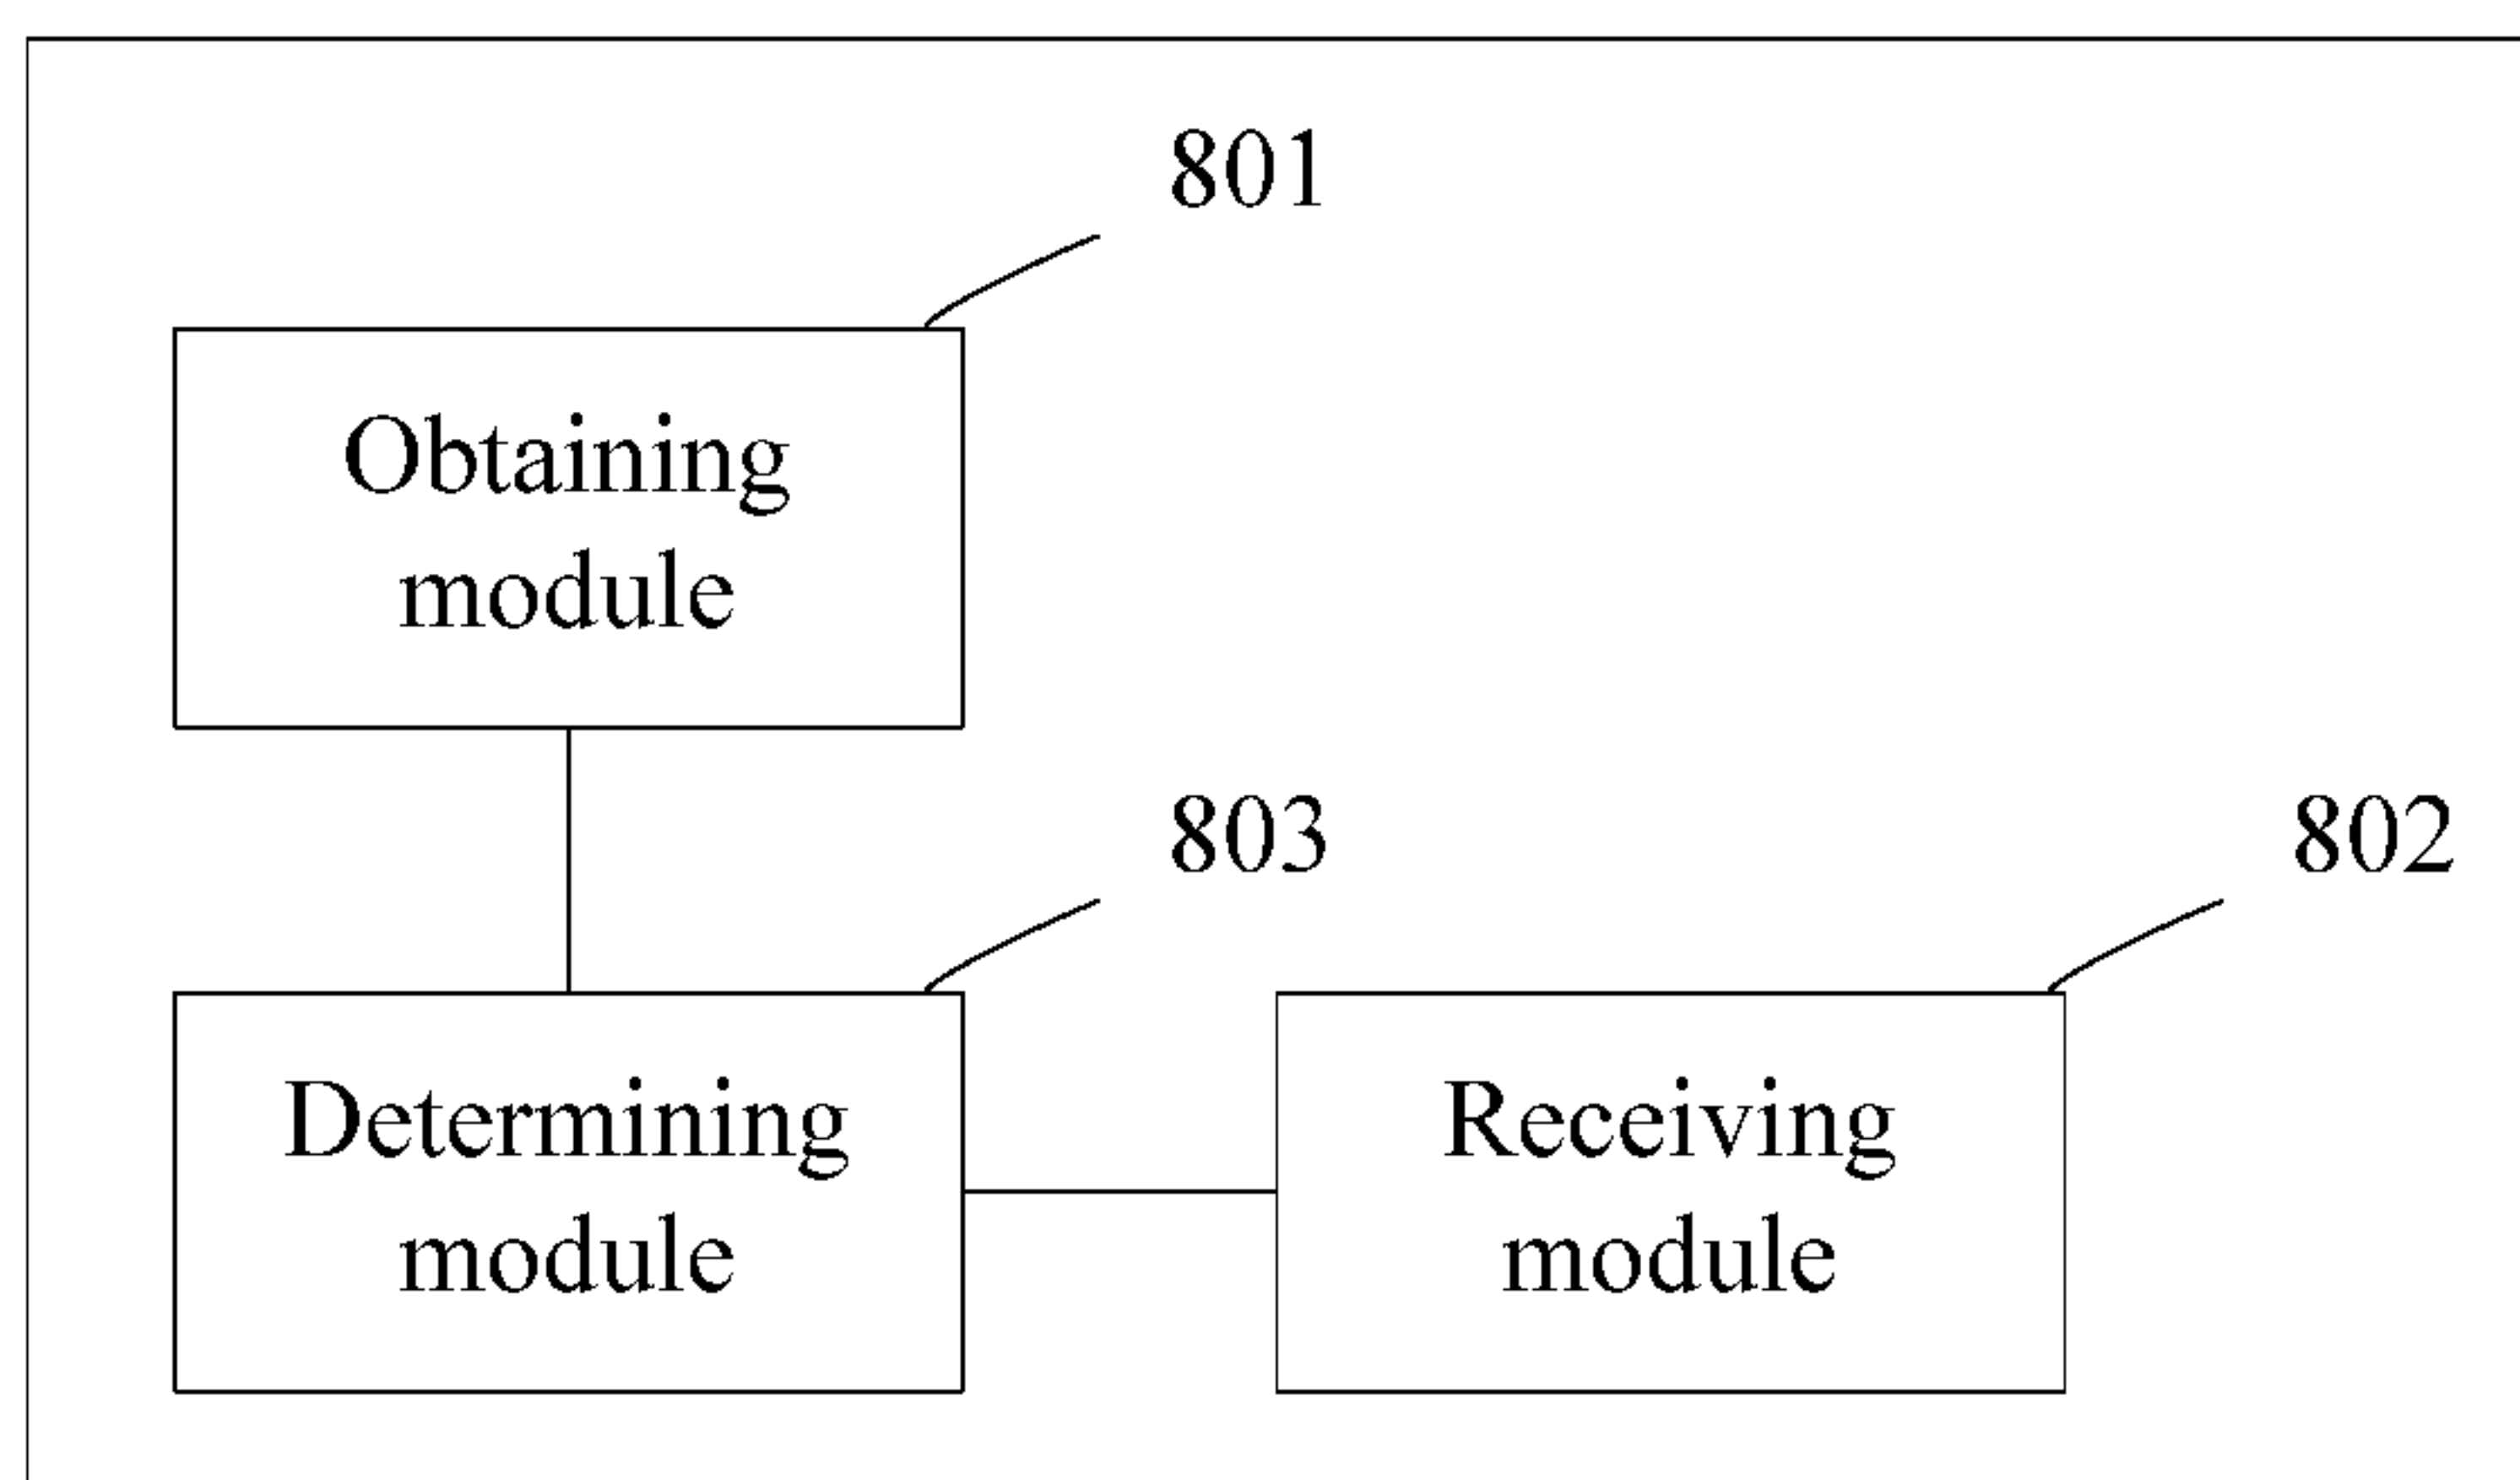 801
Obtaining
module
803
802
Determining
module
Receiving
module